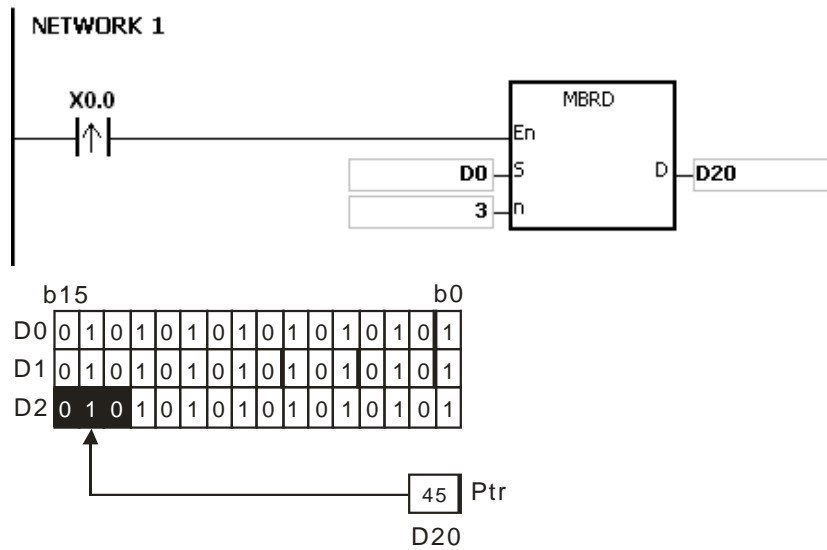 NETWORK 1
X0.0
MBRD
En
D0 S D D20
3 n
b15 b0
D0 0 1 0 1 0 1 0 1 0 1 0 1 0 1 0 1
D1 0 1 0 1 0 1 0 1 0 1 0 1 0 1 0 1
D2 0 1 0 1 0 1 0 1 0 1 0 1 0 1 0 1
45 Ptr
D20